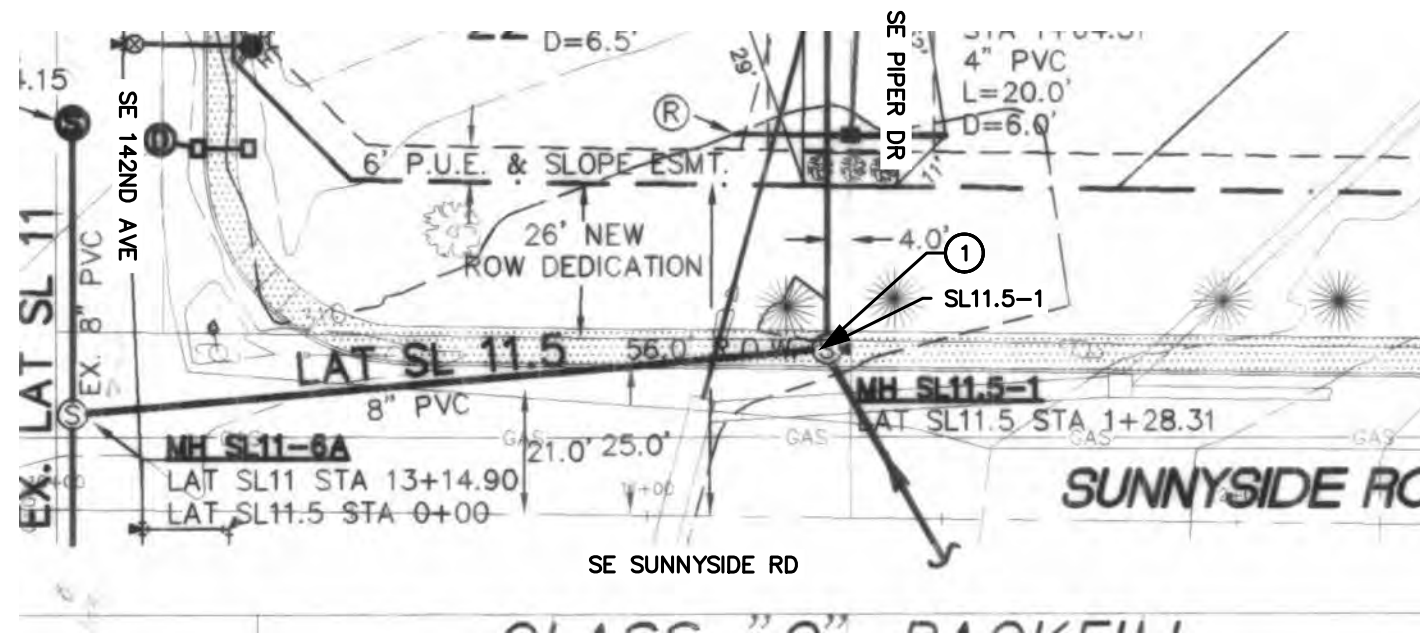 D=6.5'
SE PIPER DR
4" PVC
L=20.0'
D=6.0'
29'
11'
4.15
SE 142ND AVE
S
D
R
6' P.U.E. & SLOPE ESMT.
26' NEW
ROW DEDICATION
4.0'
1
SL11.5-1
EX. LAT SL 11
EX. 8" PVC
LAT SL 11.5
56.0' R.O.W.
8" PVC
S
S
MH SL11.5-1
LAT SL11.5 STA 1+28.31
MH SL11-6A
LAT SL11 STA 13+14.90
LAT SL11.5 STA 0+00
GAS
GAS
GAS
GAS
GAS
21.0'
25.0'
SUNNYSIDE RO
SE SUNNYSIDE RD
BACKFILL